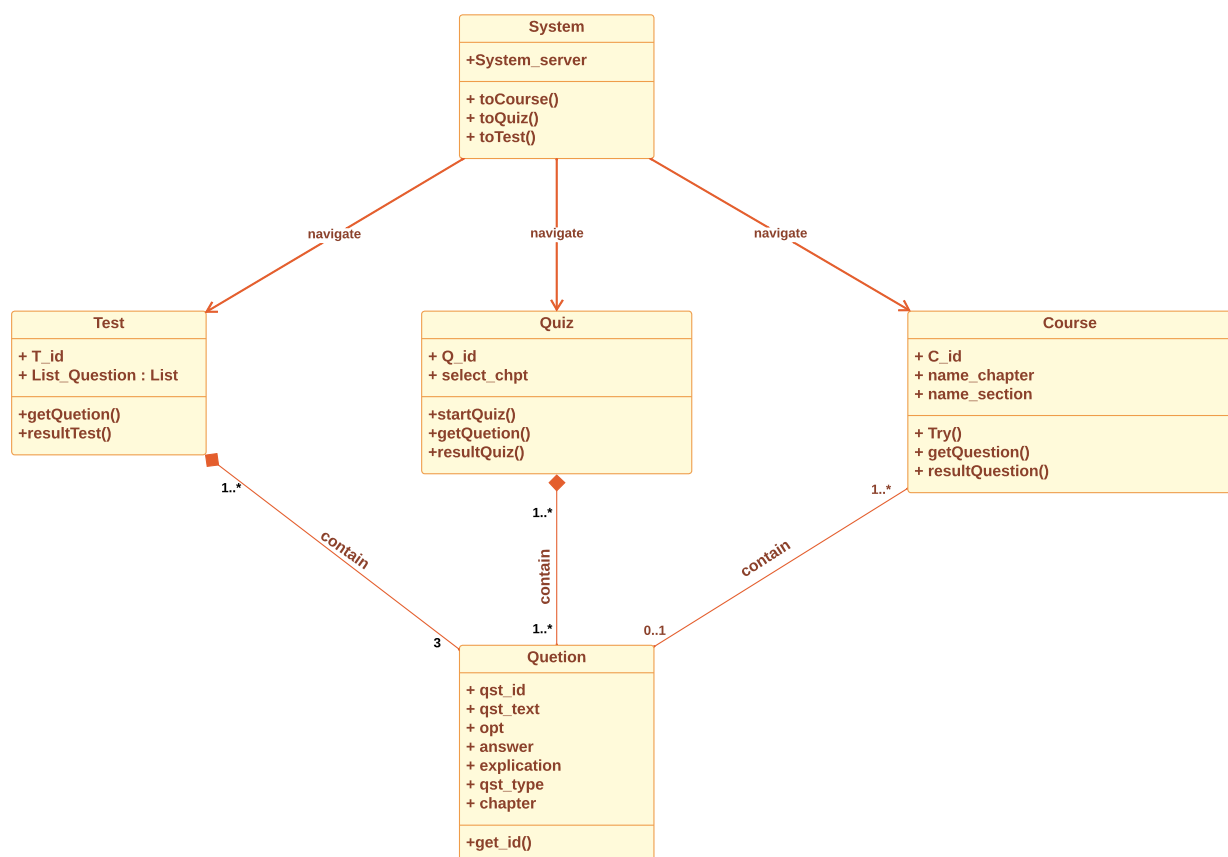 System
+System_server
+ toCourse()
+ toQuiz()
+ toTest()
navigate
navigate
navigate
Test
+ T_id
+ List_Question : List
+getQuetion()
+resultTest()
Quiz
+ Q_id
+ select_chpt
+startQuiz()
+getQuetion()
+resultQuiz()
Course
+ C_id
+ name_chapter
+ name_section
+ Try()
+ getQuestion()
+ resultQuestion()
1..*
1..*
1..*
contain
contain
contain
3
1..*
0..1
Quetion
+ qst_id
+ qst_text
+ opt
+ answer
+ explication
+ qst_type
+ chapter
+get_id()